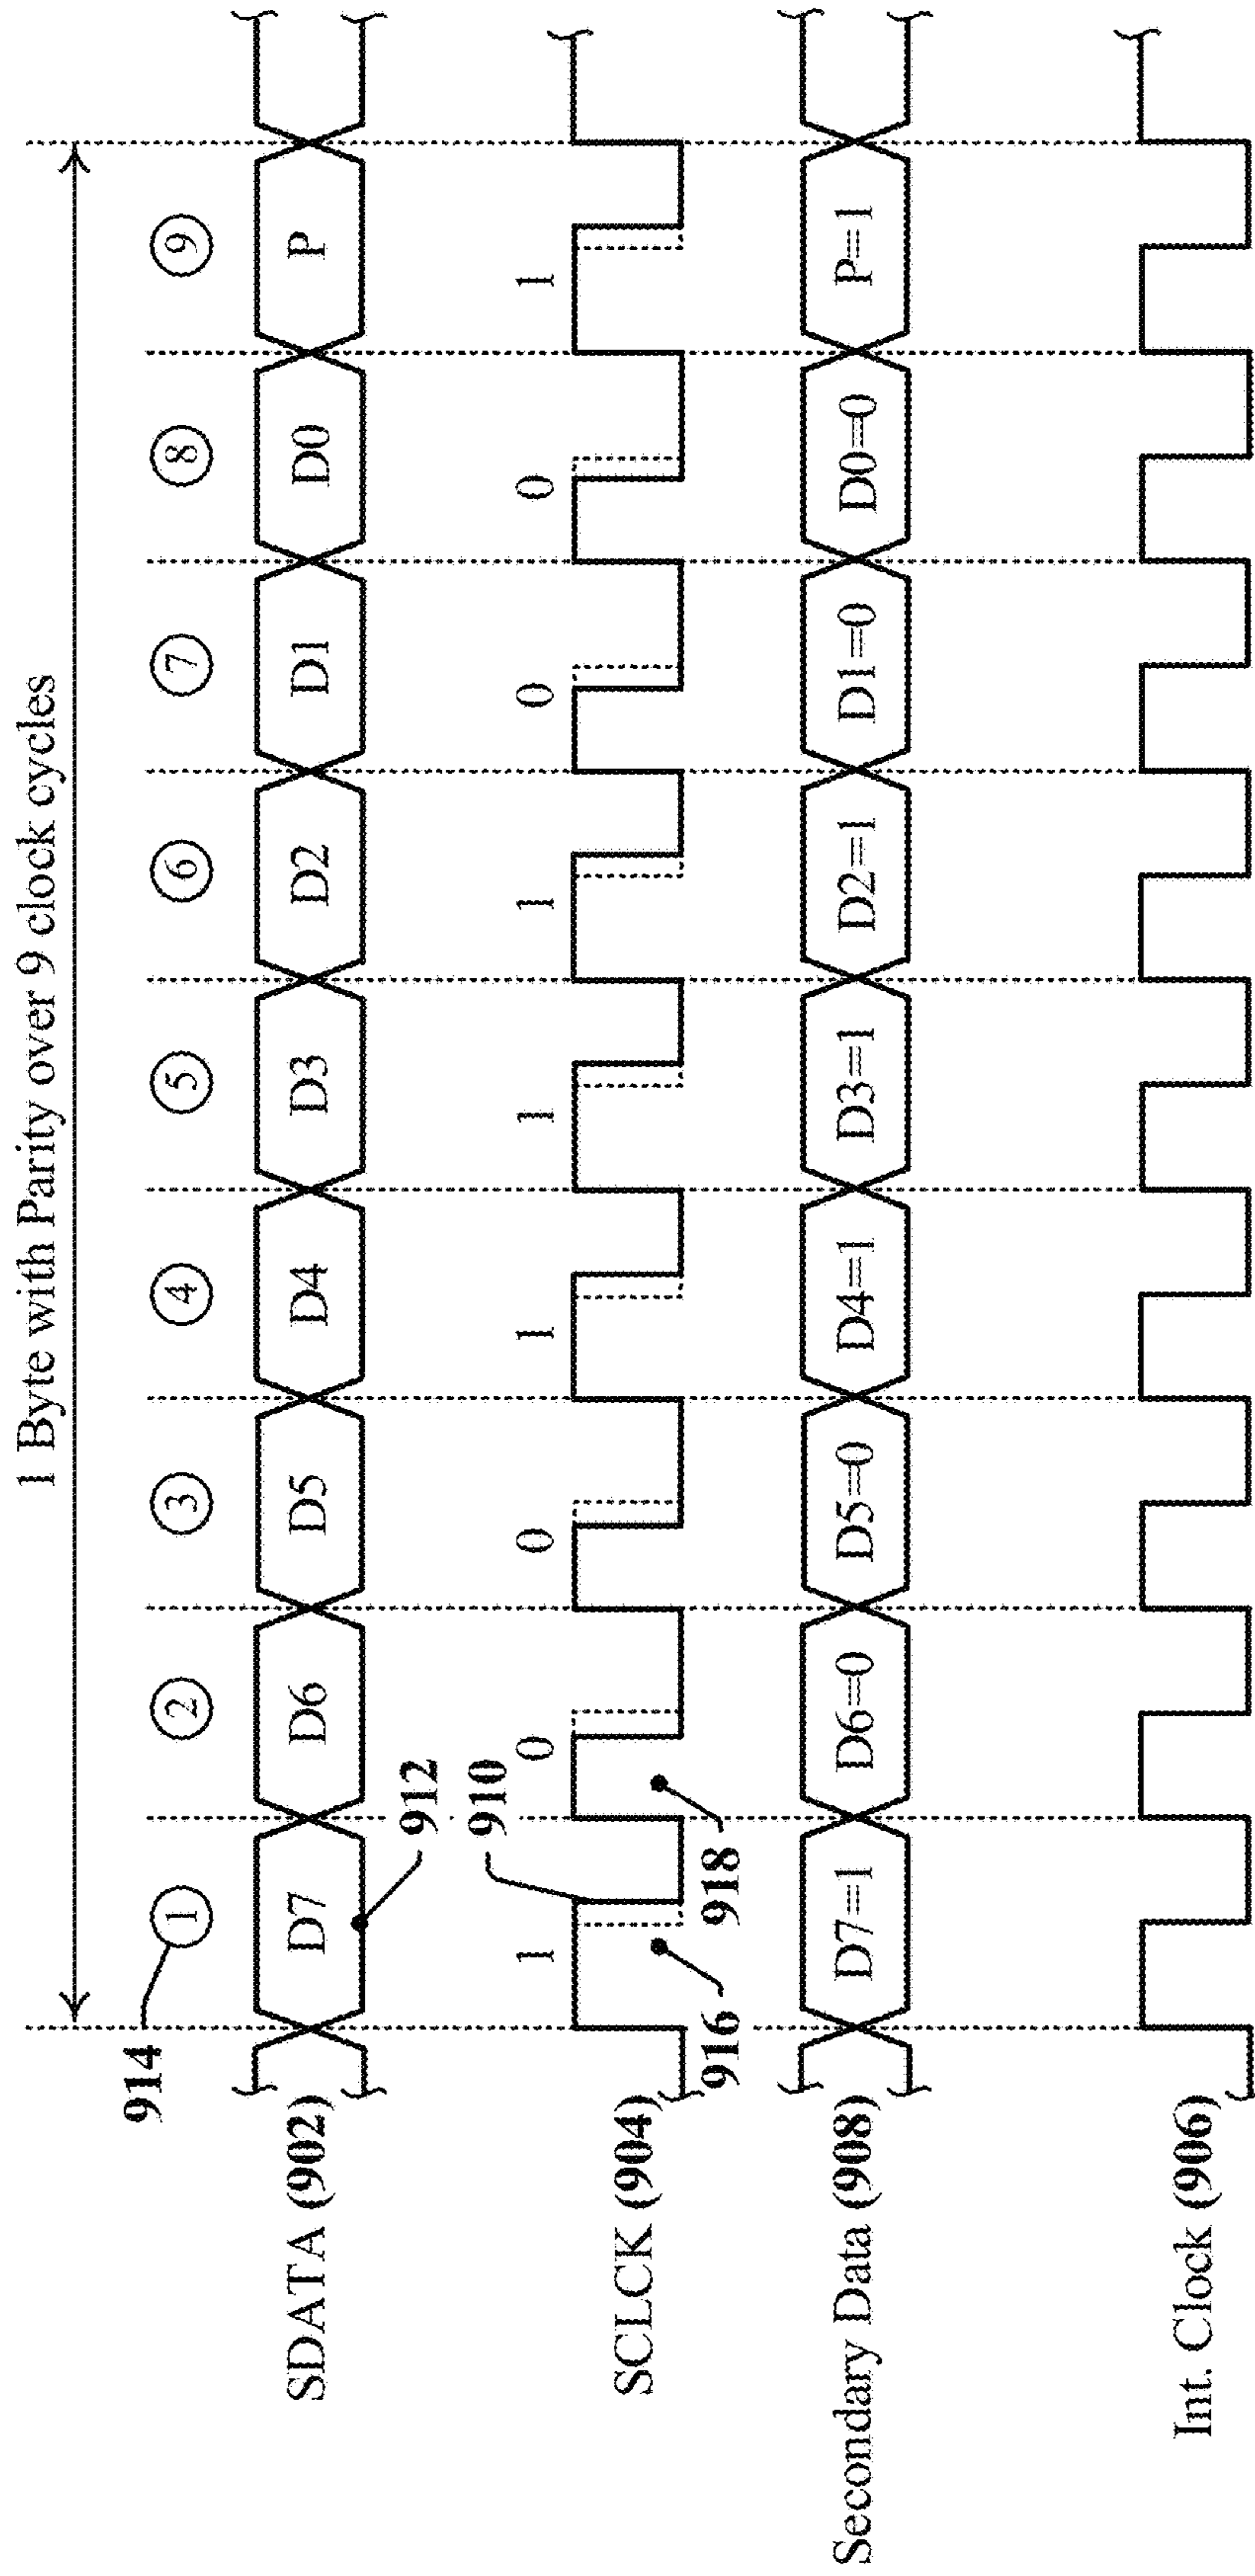 1 Byte with Parity over 9 clock cycles
914
1 2 3 4 5 6 7 8 9
SDATA (902)
D7 D6 D5 D4 D3 D2 D1 D0 P
912
910
1 0 0 1 1 1 0 0 1
SCLCK (904)
916
918
Secondary Data (908)
D7=1 D6=0 D5=0 D4=1 D3=1 D2=1 D1=0 D0=0 P=1
Int. Clock (906)